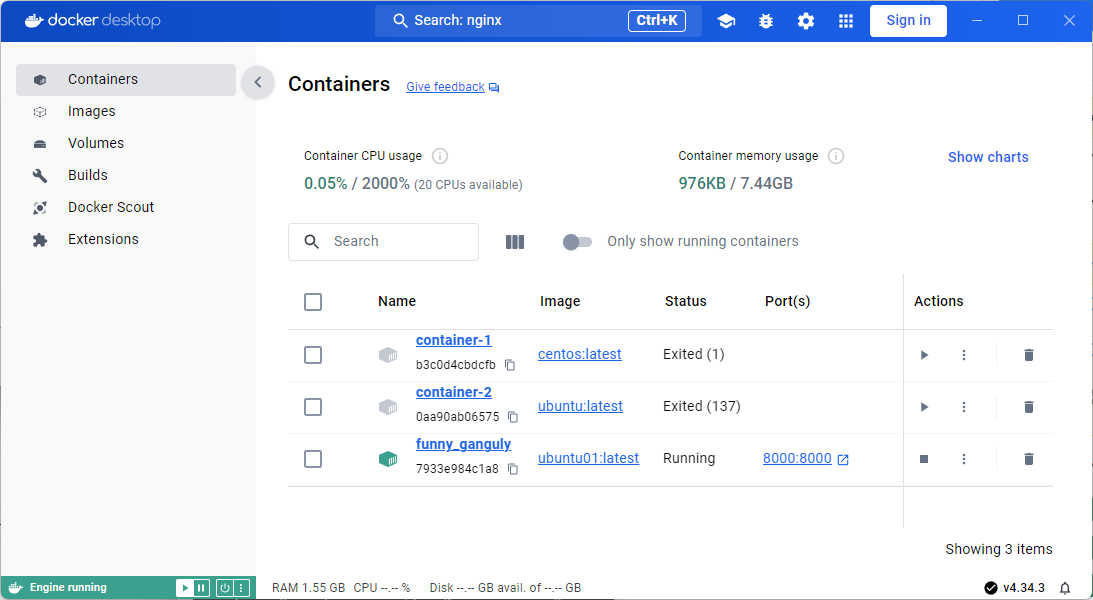 docker desktop
Search: nginx
Ctrl+K
Sign in
Containers
Images
Volumes
Builds
Docker Scout
Extensions
Containers
Give feedback
Container CPU usage
0.05% / 2000% (20 CPUs available)
Container memory usage
976KB / 7.44GB
Show charts
Search
Only show running containers
Name Image Status Port(s) Actions
container-1
b3c0d4cbdcfb
centos:latest
Exited (1)
container-2
0aa90ab06575
ubuntu:latest
Exited (137)
funny_ganguly
7933e984c1a8
ubuntu01:latest
Running
8000:8000
Showing 3 items
Engine running
RAM 1.55 GB CPU --.-- % Disk --.-- GB avail. of --.-- GB
v4.34.3